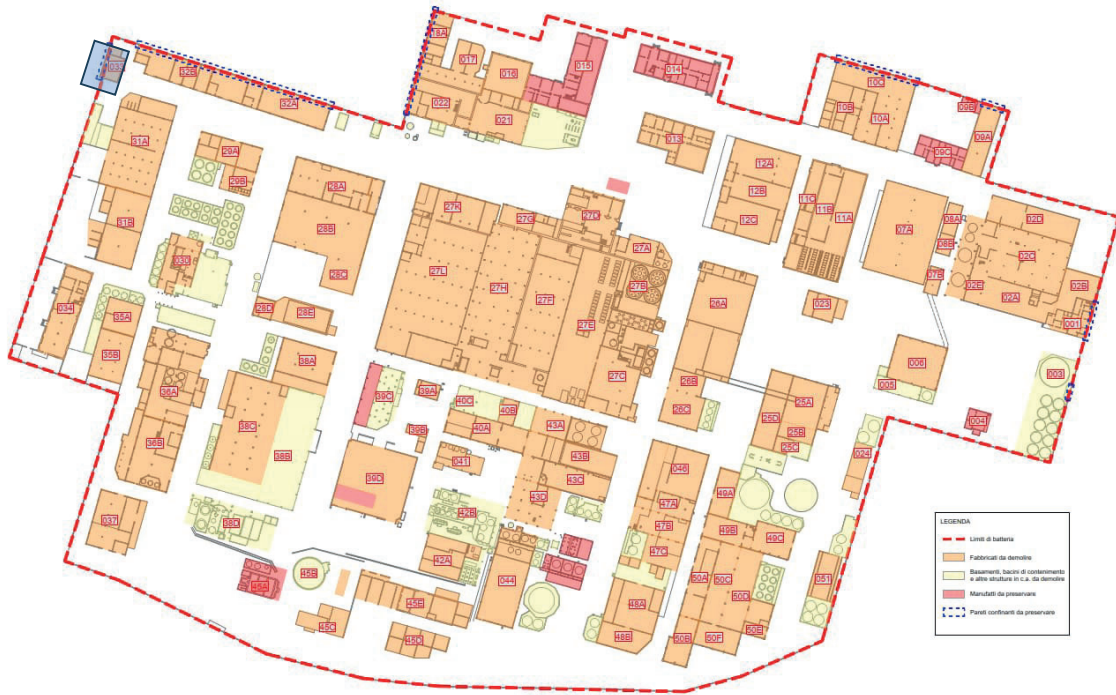 18A
017
016
015
014
033
32B
32A
022
021
10C
10B
10A
09B
09A
09C
013
31A
29A
29B
12A
12B
12C
11C
11B
11A
28A
28B
28C
27K
27G
27D
27A
27L
27H
27F
27B
27E
27C
07A
08A
08B
07B
02D
02C
02E
02A
02B
001
31B
030
26A
023
034
35A
35B
28D
28E
006
005
003
004
36A
36B
38A
38C
38B
39C
39A
40C
40B
40A
43A
26B
26C
25A
25D
25B
25C
39B
041
43B
43C
43D
39D
046
47A
47B
47C
49A
49B
49C
024
037
38D
42B
42A
45A
45B
45E
45C
45D
044
48A
48B
50A
50C
50D
50E
50B
50F
051
LEGENDA
Limiti di batteria
Fabbricati da demolire
Basamenti, bacini di contenimento
e altre strutture in c.a. da demolire
Manufatti da preservare
Pareti confinanti da preservare